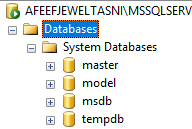 AFEEFJEWELTASNI\MSSQLSERV
Databases
System Databases
master
model
msdb
tempdb